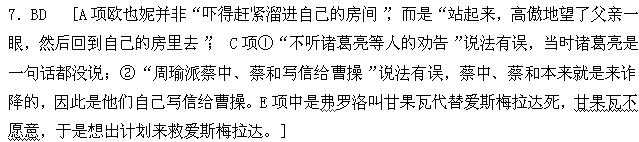 7. BD　[A 项欧也妮并非“吓得赶紧溜进自己的房间”，而是“站起来，高傲地望了父亲一
眼，然后回到自己的房里去”； C 项①“不听诸葛亮等人的劝告”说法有误，当时诸葛亮是
一句话都没说；②“周瑜派蔡中、蔡和写信给曹操”说法有误，蔡中、蔡和本来就是来诈
降的，因此是他们自己写信给曹操。E 项中是弗罗洛叫甘果瓦代替爱斯梅拉达死，甘果瓦不
愿意，于是想出计划来救爱斯梅拉达。]